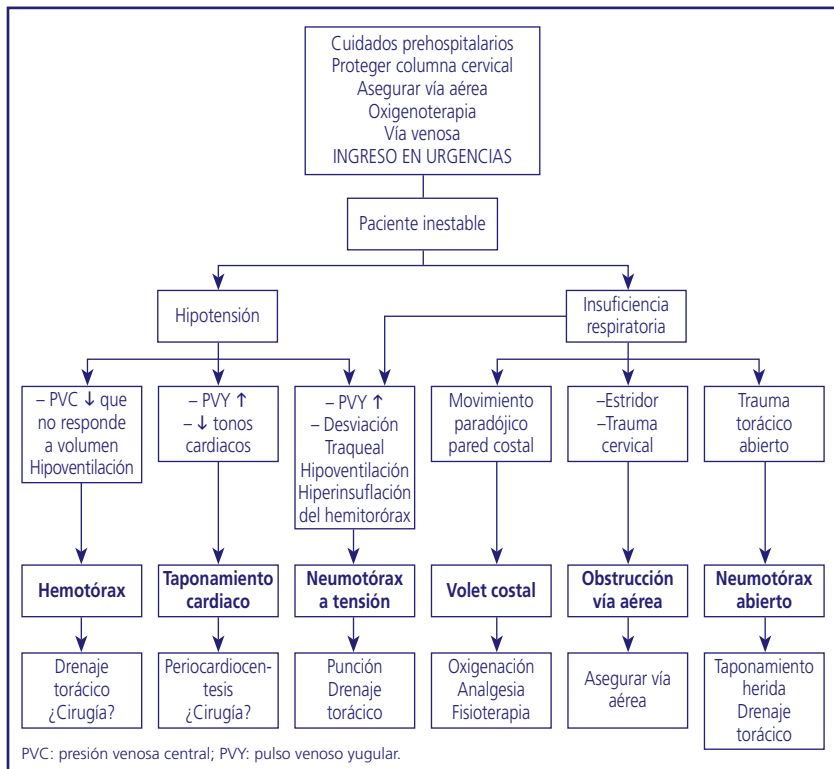 Cuidados prehospitalarios
Proteger columna cervical
Asegurar vía aérea
Oxigenoterapia
Vía venosa
INGRESO EN URGENCIAS
Paciente inestable
Hipotensión
Insuficiencia
respiratoria
– PVC ↓ que
no responde
a volumen
Hipoventilación
– PVY ↑
– ↓ tonos
cardiacos
– PVY ↑
– Desviación
Traqueal
Hipoventilación
Hiperinsuflación
del hemitorórax
Movimiento
paradójico
pared costal
–Estridor
–Trauma
cervical
Trauma
torácico
abierto
Hemotórax
Taponamiento
cardiaco
Neumotórax
a tensión
Volet costal
Obstrucción
vía aérea
Neumotórax
abierto
Drenaje
torácico
¿Cirugía?
Periocardiocen-
tesis
¿Cirugía?
Punción
Drenaje
torácico
Oxigenación
Analgesia
Fisioterapia
Asegurar vía
aérea
Taponamiento
herida
Drenaje
torácico
PVC: presión venosa central; PVY: pulso venoso yugular.